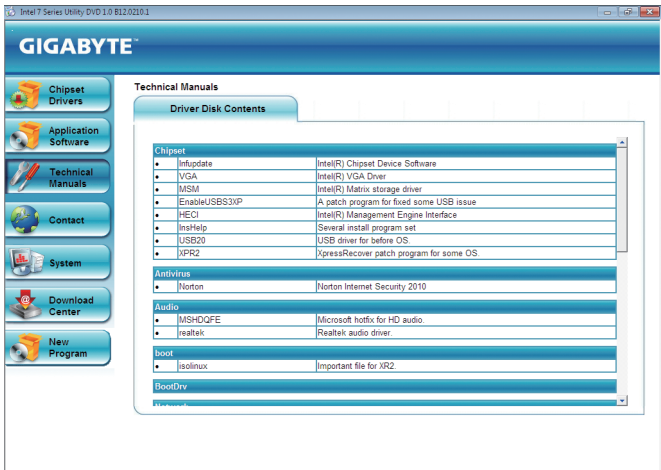 Intel 7 Series Utility DVD 1.0 B12.0210.1
GIGABYTE™
Chipset
Drivers
Application
Software
Technical
Manuals
Contact
System
Download
Center
New
Program
Technical Manuals
Driver Disk Contents
Chipset
• Infupdate Intel(R) Chipset Device Software
• VGA Intel(R) VGA Drver
• MSM Intel(R) Matrix storage driver
• EnableUSBS3XP A patch program for fixed some USB issue
• HECI Intel(R) Management Engine Interface
• InsHelp Several install program set
• USB20 USB driver for before OS.
• XPR2 XpressRecover patch program for some OS.
Antivirus
• Norton Norton Internet Security 2010
Audio
• MSHDQFE Microsoft hotfix for HD audio.
• realtek Realtek audio driver.
boot
• isolinux Important file for XR2.
BootDrv